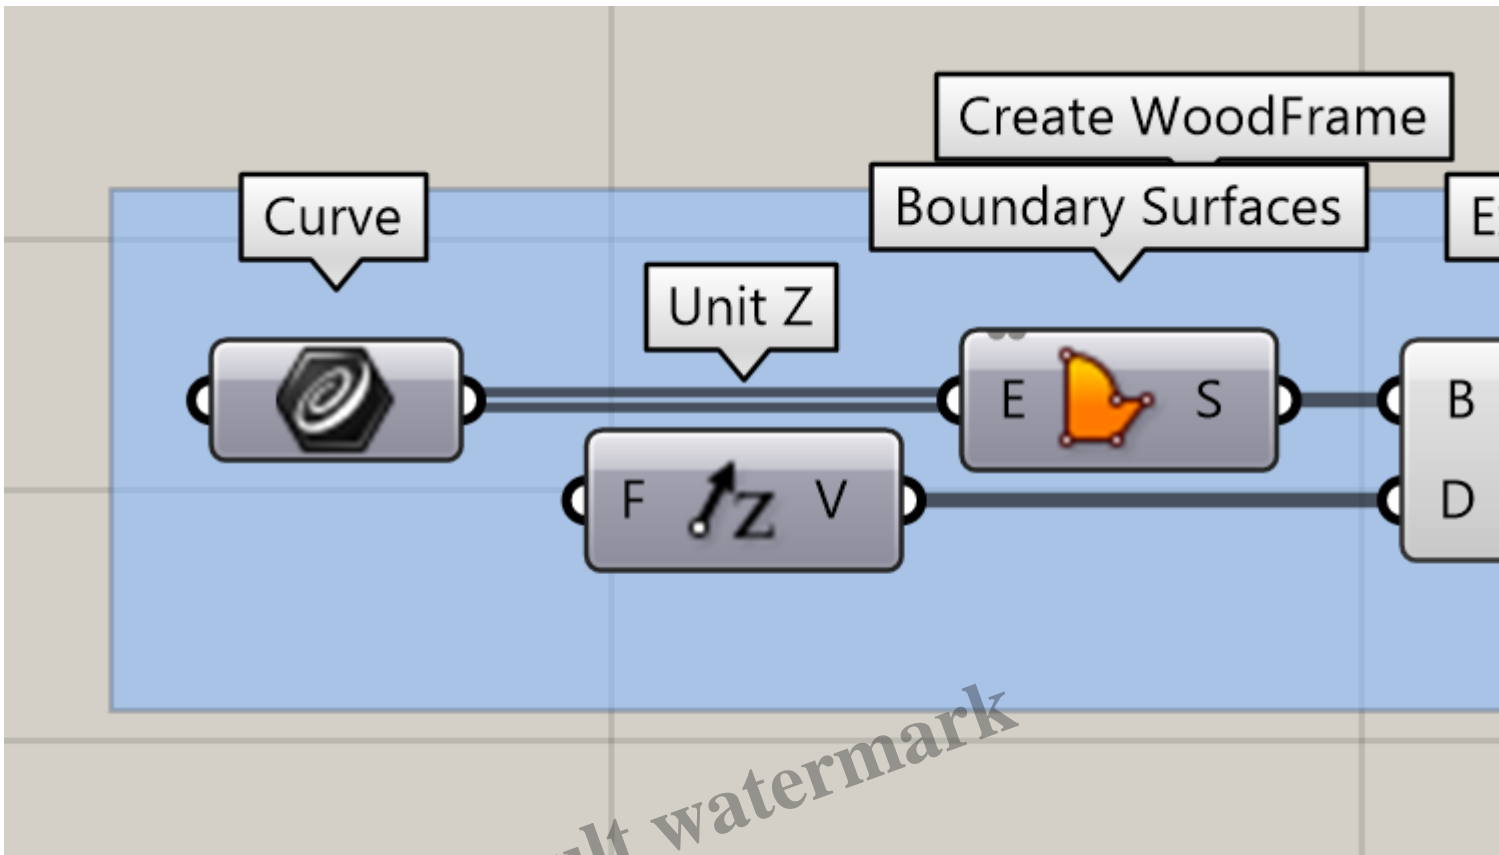 Create WoodFrame
Curve
Boundary Surfaces
Unit Z
E S B
F Z V D
watermark